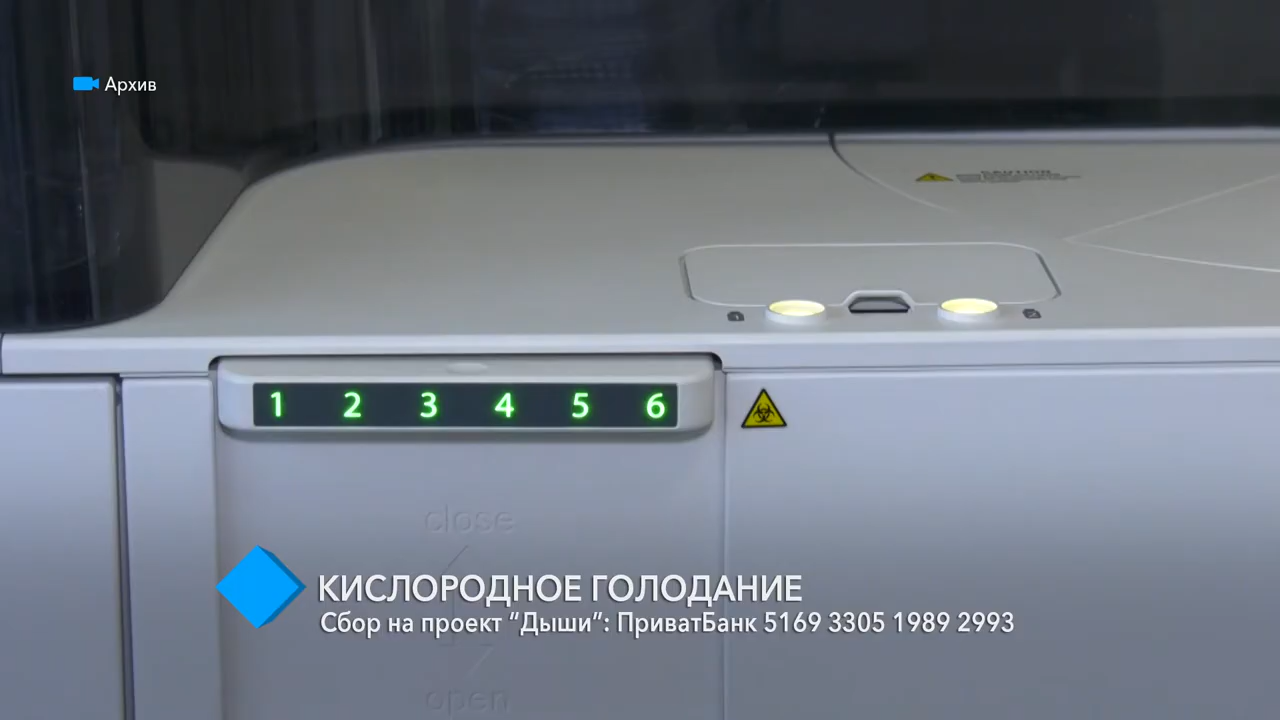 Архив
CAUTION
1 2 3 4 5 6
close
КИСЛОРОДНОЕ ГОЛОДАНИЕ
Сбор на проект “Дыши”: ПриватБанк 5169 3305 1989 2993
open